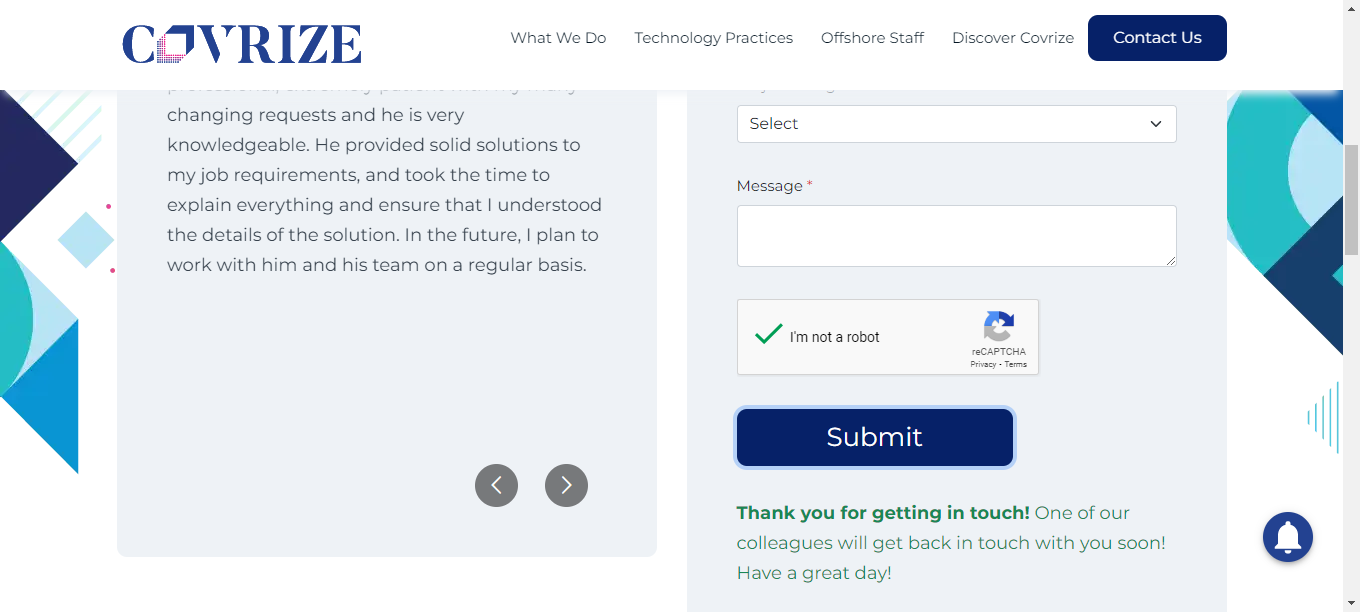 COVRIZE
What We Do
Technology Practices
Offshore Staff
Discover Covrize
Contact Us
changing requests and he is very
knowledgeable. He provided solid solutions to
my job requirements, and took the time to
explain everything and ensure that I understood
the details of the solution. In the future, I plan to
work with him and his team on a regular basis.
Select
Message *
I'm not a robot
reCAPTCHA
Privacy - Terms
Submit
Thank you for getting in touch! One of our
colleagues will get back in touch with you soon!
Have a great day!